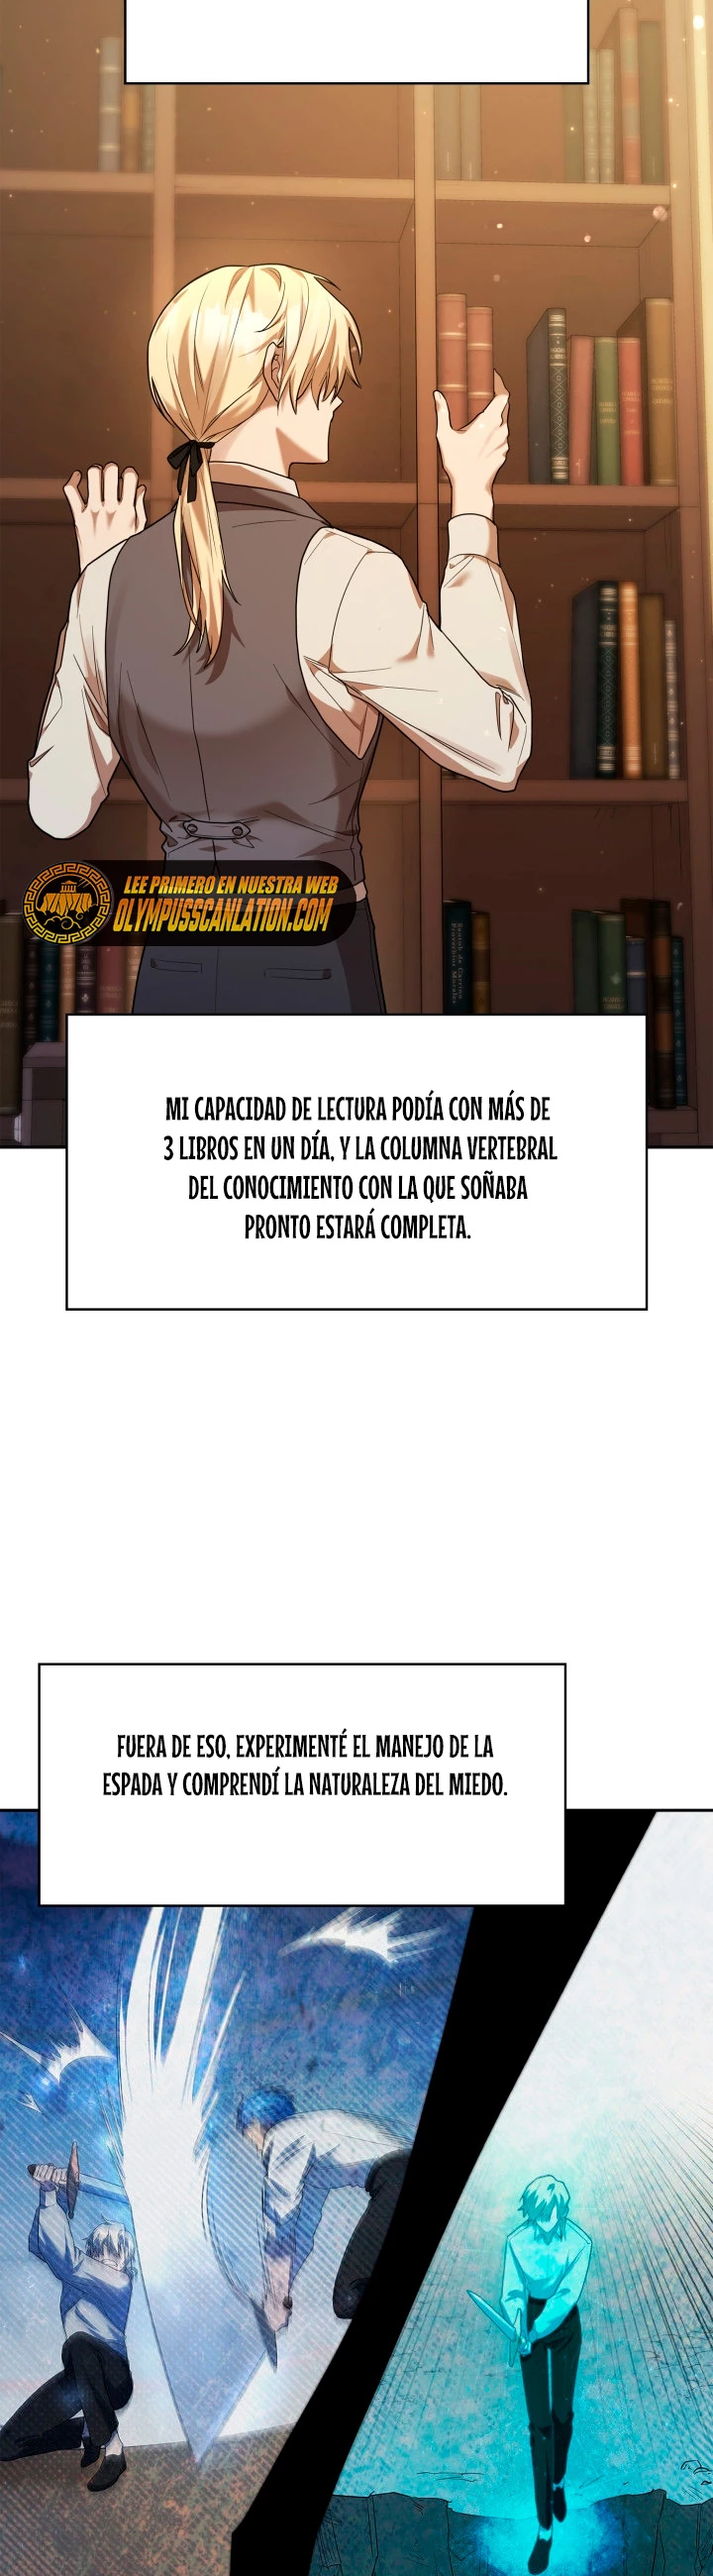 LEE PRIMERO EN NUESTRA WEB
OLYMPUSSCANLATION.COM
MI CAPACIDAD DE LECTURA PODÍA CON MÁS DE
3 LIBROS EN UN DÍA, Y LA COLUMNA VERTEBRAL
DEL CONOCIMIENTO CON LA QUE SOÑABA
PRONTO ESTARÁ COMPLETA.
FUERA DE ESO, EXPERIMENTÉ EL MANEJO DE LA
ESPADA Y COMPRENDÍ LA NATURALEZA DEL MIEDO.